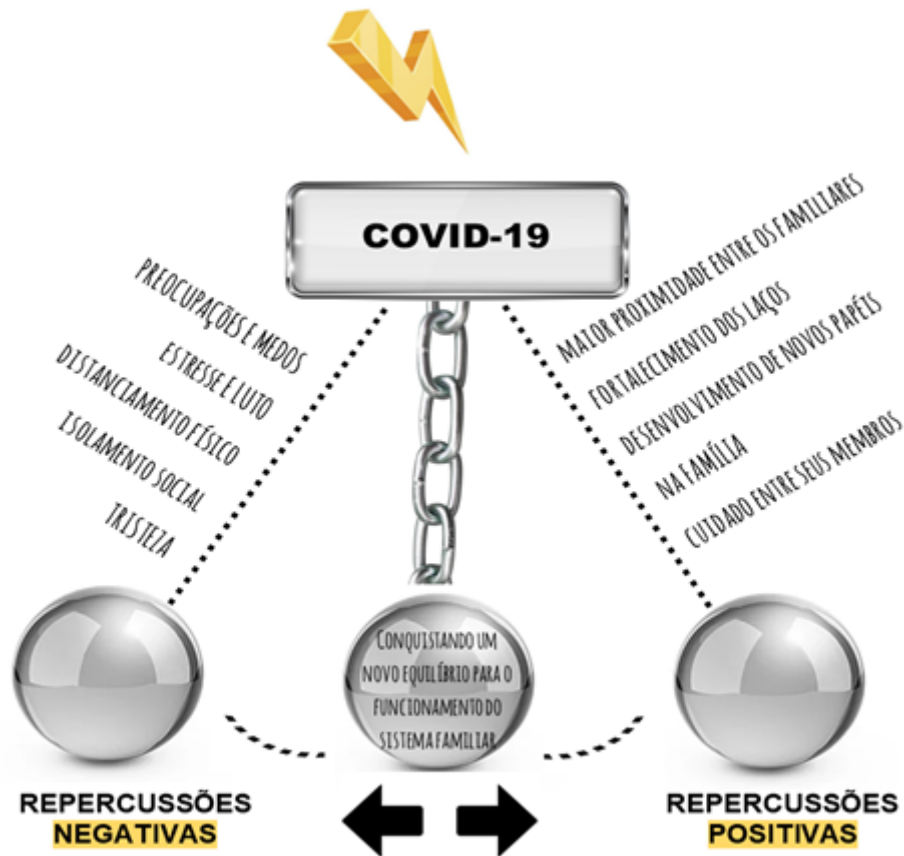 COVID-19
PREOCUPAÇÕES E MEDOS
ESTRESSE E LUTO
DISTANCIAMENTO FÍSICO
ISOLAMENTO SOCIAL
TRISTEZA
MAIOR PROXIMIDADE ENTRE OS FAMILIARES
FORTALECIMENTO DOS LAÇOS
DESENVOLVIMENTO DE NOVOS PAPÉIS
NA FAMÍLIA
CUIDADO ENTRE SEUS MEMBROS
CONQUISTANDO UM
NOVO EQUILÍBRIO PARA O
FUNCIONAMENTO DO
SISTEMA FAMILIAR
REPERCUSSÕES
NEGATIVAS
REPERCUSSÕES
POSITIVAS